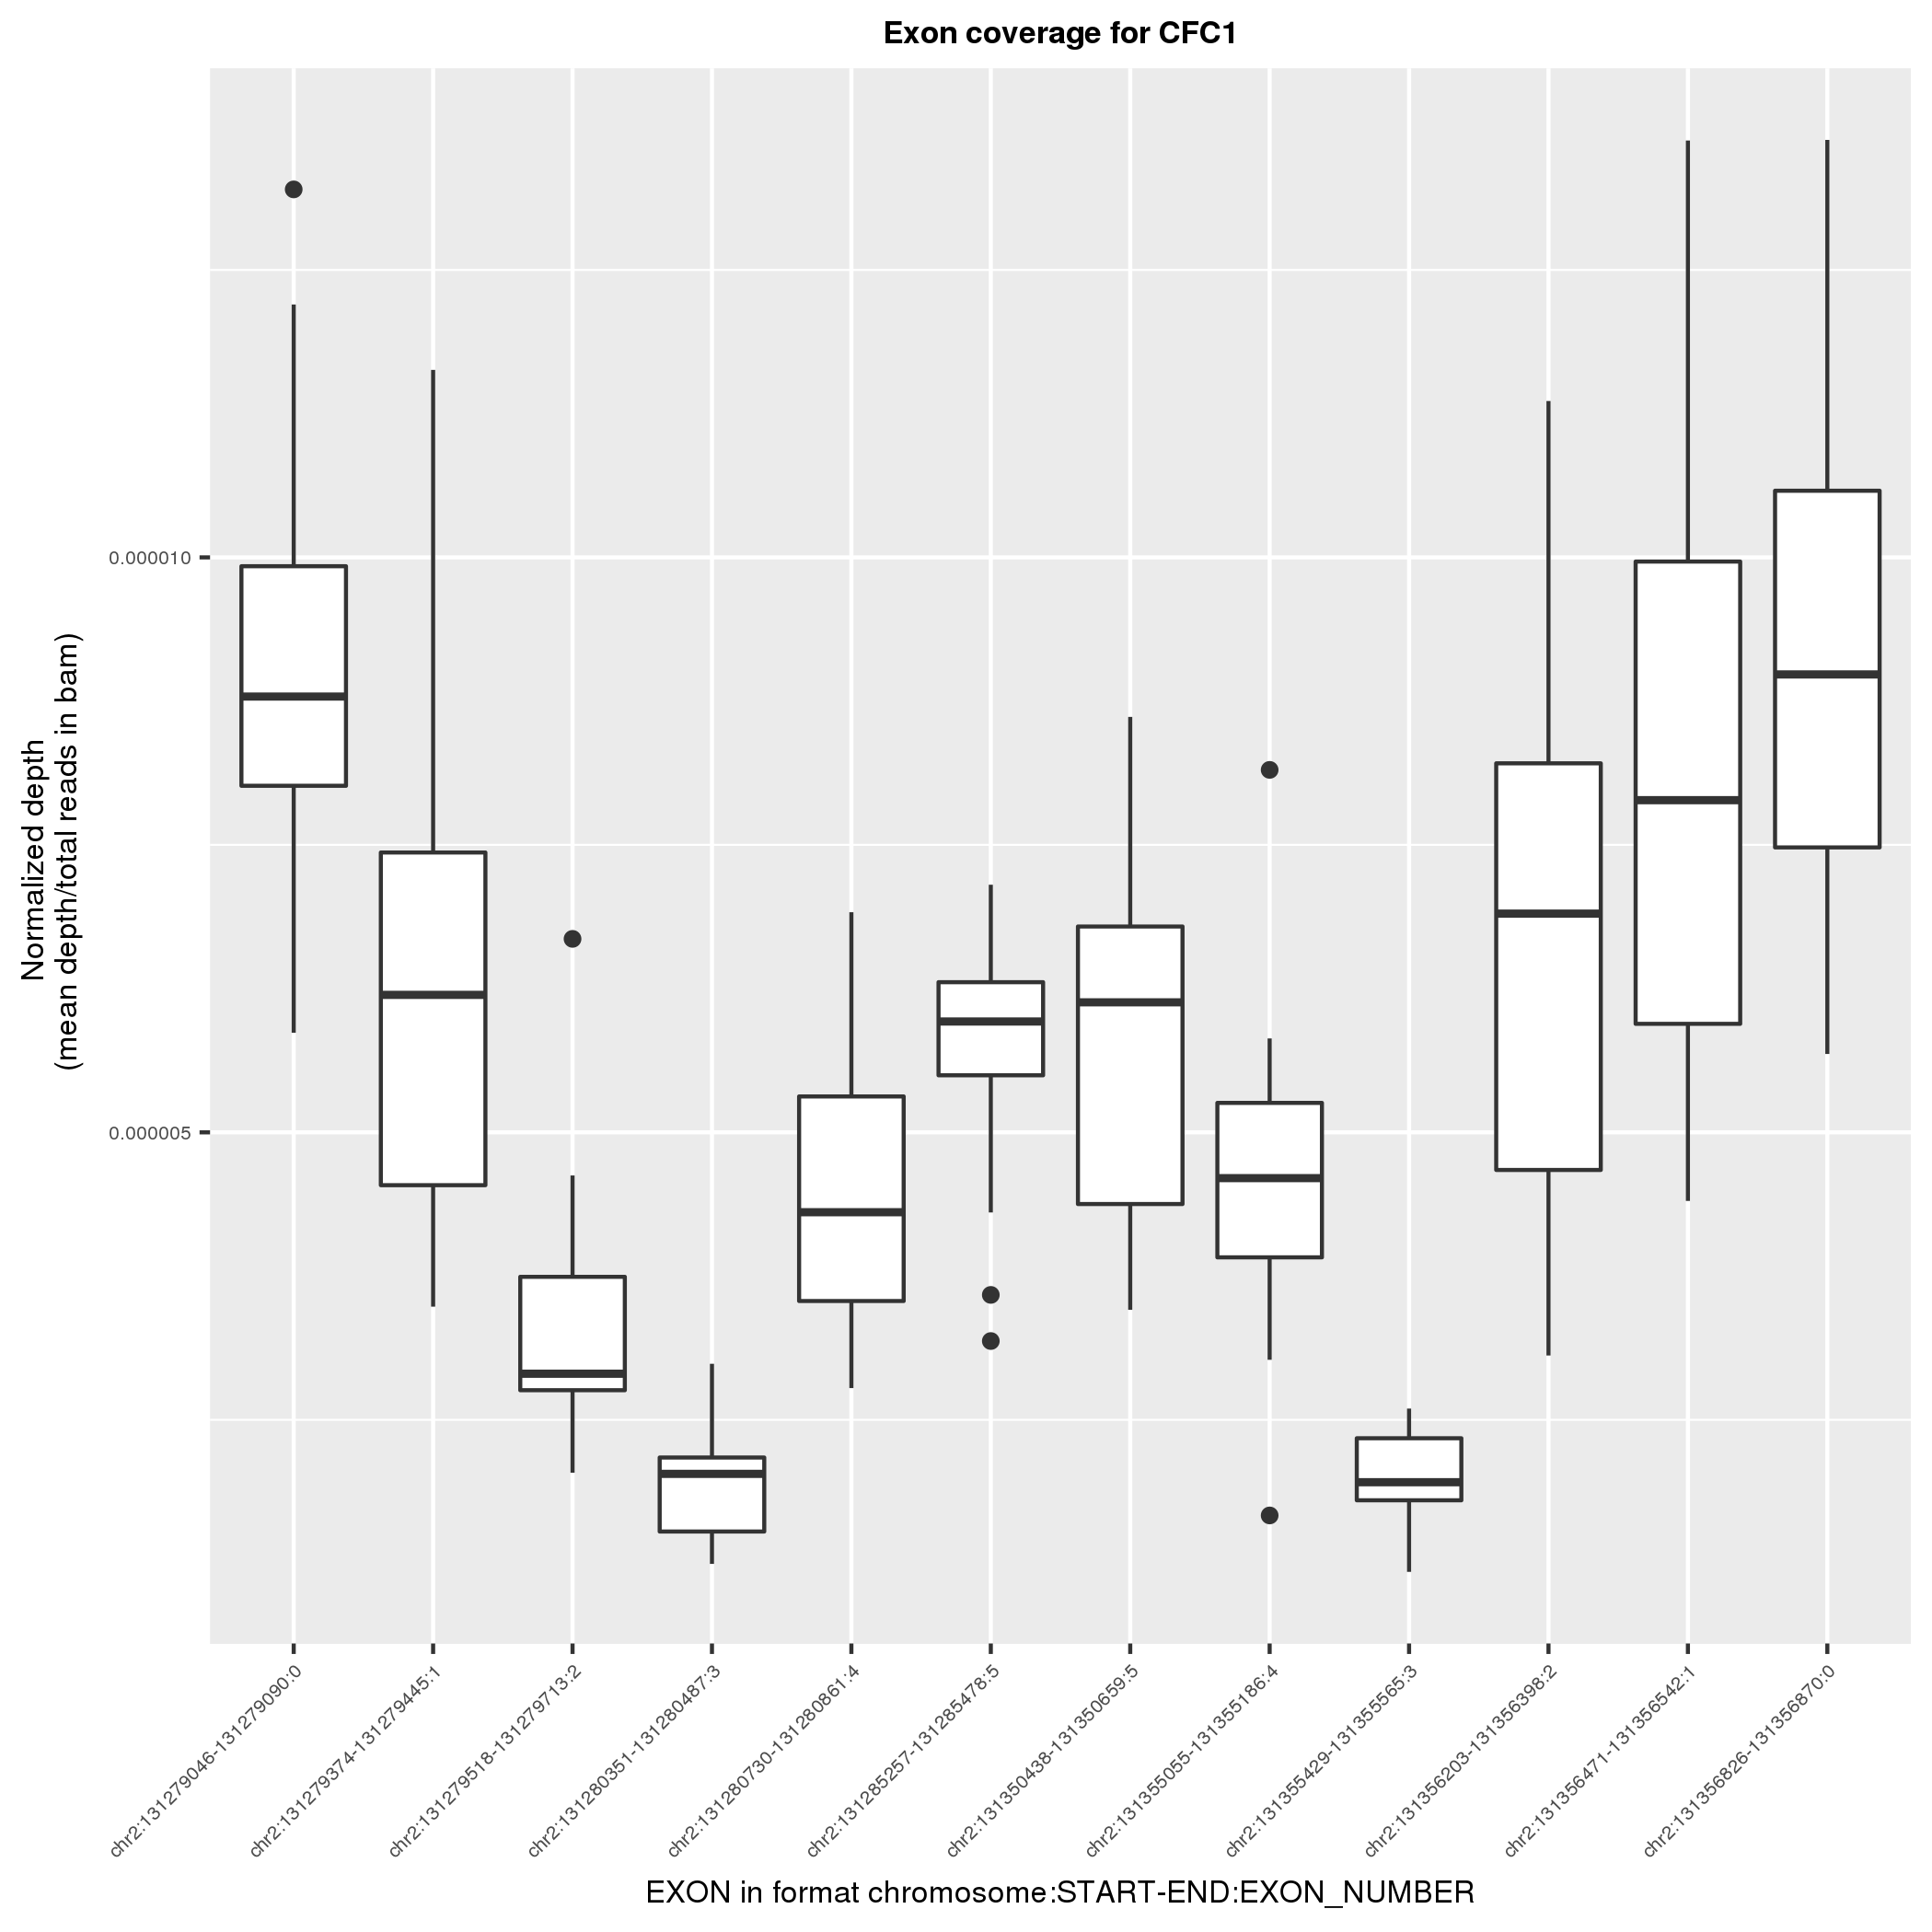 Exon coverage for CFC1
Normalized depth
(mean depth/total reads in bam)
0.000010
0.000005
chr2:131279046-131279090:0
chr2:131279374-131279445:1
chr2:131279518-131279713:2
chr2:131280351-131280487:3
chr2:131280730-131280861:4
chr2:131285257-131285478:5
chr2:131350438-131350659:5
chr2:131355055-131355186:4
chr2:131355429-131355565:3
chr2:131356203-131356398:2
chr2:131356471-131356542:1
chr2:131356826-131356870:0
EXON in format chromosome:START-END:EXON_NUMBER